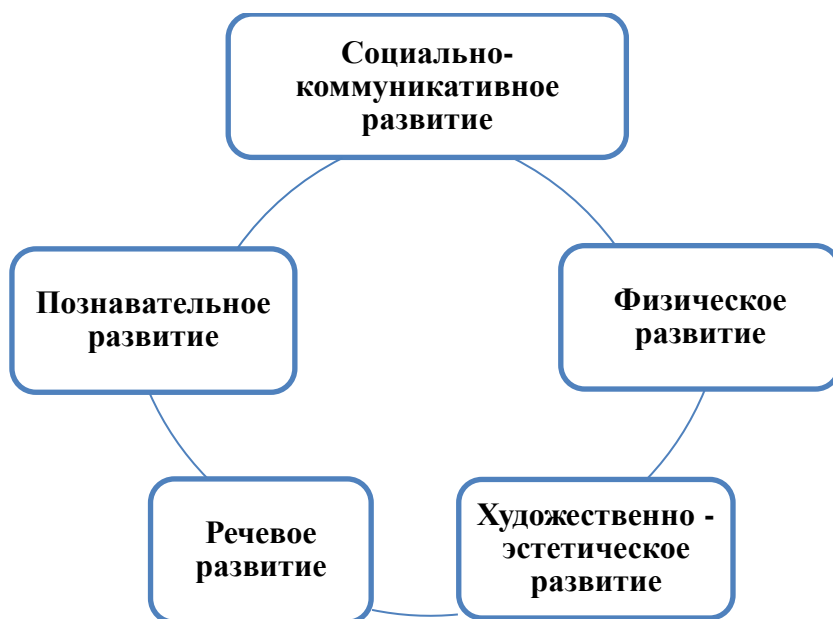 Социально-
коммуникативное
развитие
Познавательное
развитие
Физическое
развитие
Речевое
развитие
Художественно -
эстетическое
развитие